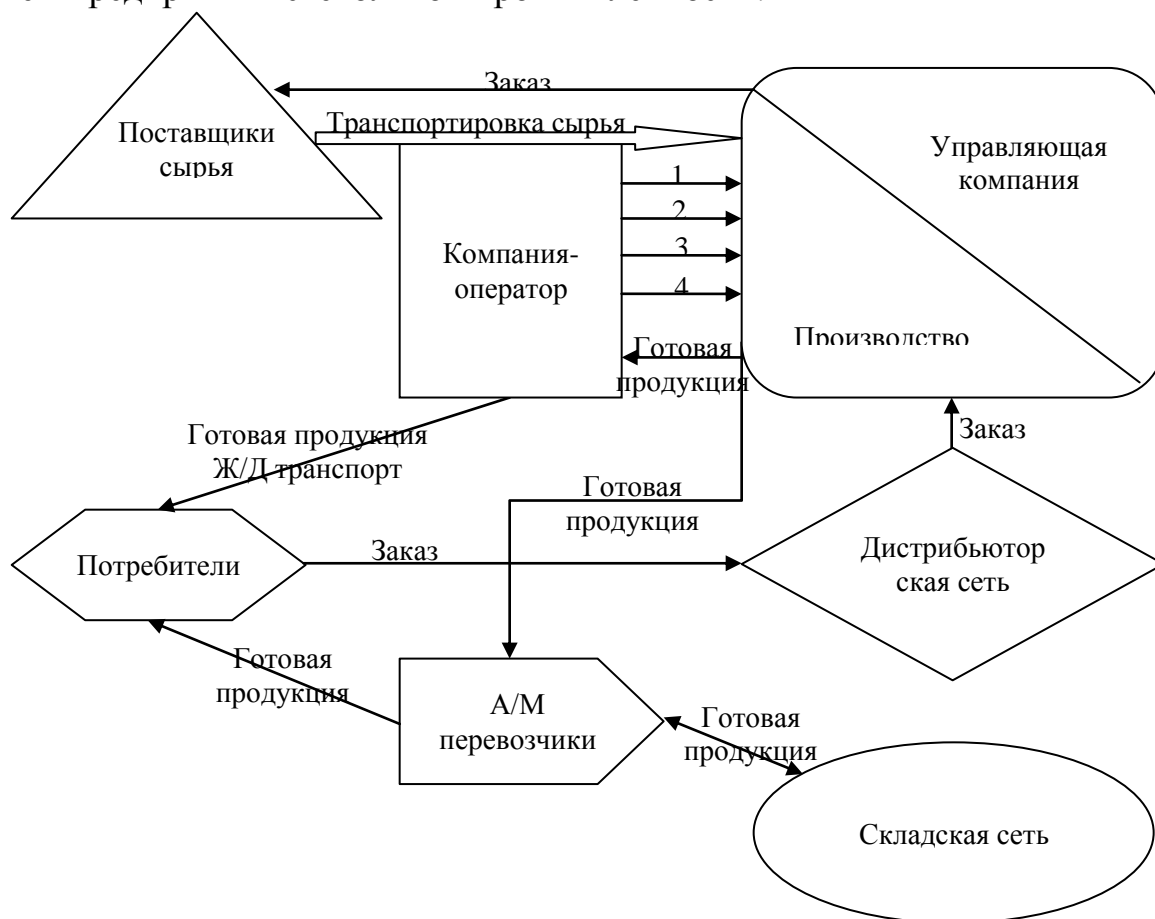 Заказ
Поставщики
сырья
Транспортировка сырья
Управляющая
компания
1
2
3
4
Компания-
оператор
Производство
Готовая
продукция
Готовая продукция
Ж/Д транспорт
Заказ
Готовая
продукция
Потребители
Заказ
Дистрибьютор
ская сеть
Готовая
продукция
А/М
перевозчики
Готовая
продукция
Складская сеть